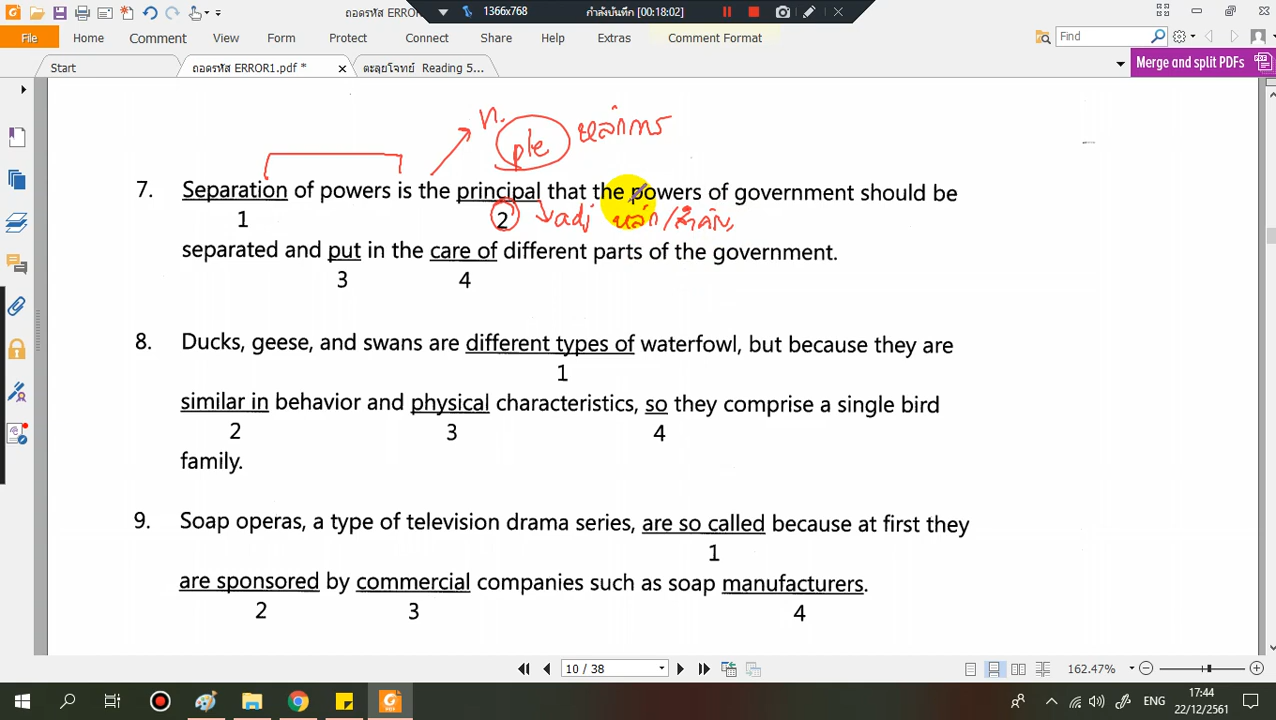 ถอดรหัส ERROR
1366x768
กำลังบันทึก [00:18:02]
File
Home
Comment
View
Form
Protect
Connect
Share
Help
Extras
Comment Format
Find
Start
ถอดรหัส ERROR1.pdf *
ตะลุยโจทย์ Reading 5...
Merge and split PDFs
n.
ple
หลักการ
7. Separation of powers is the principal that the powers of government should be
1 2 adj หลัก/สำคัญ
separated and put in the care of different parts of the government.
3 4
8. Ducks, geese, and swans are different types of waterfowl, but because they are
1
similar in behavior and physical characteristics, so they comprise a single bird
2 3 4
family.
9. Soap operas, a type of television drama series, are so called because at first they
1
are sponsored by commercial companies such as soap manufacturers.
2 3 4
10 / 38
162.47%
ENG
17:44
22/12/2561